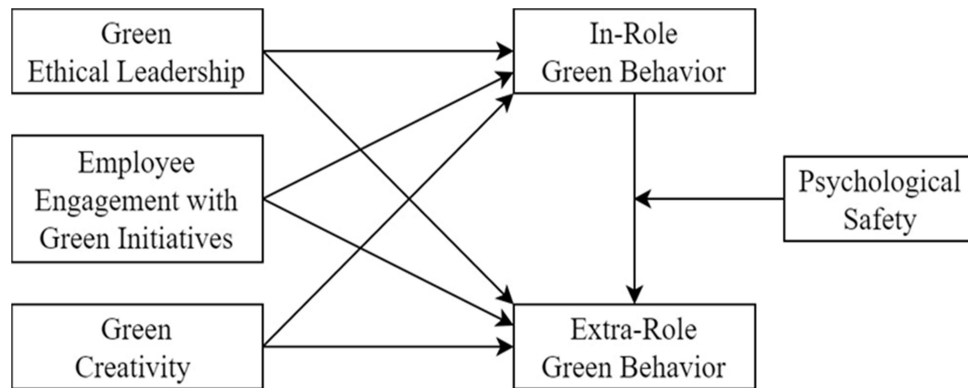 Green
Ethical Leadership
Employee
Engagement with
Green Initiatives
Green
Creativity
In-Role
Green Behavior
Extra-Role
Green Behavior
Psychological
Safety